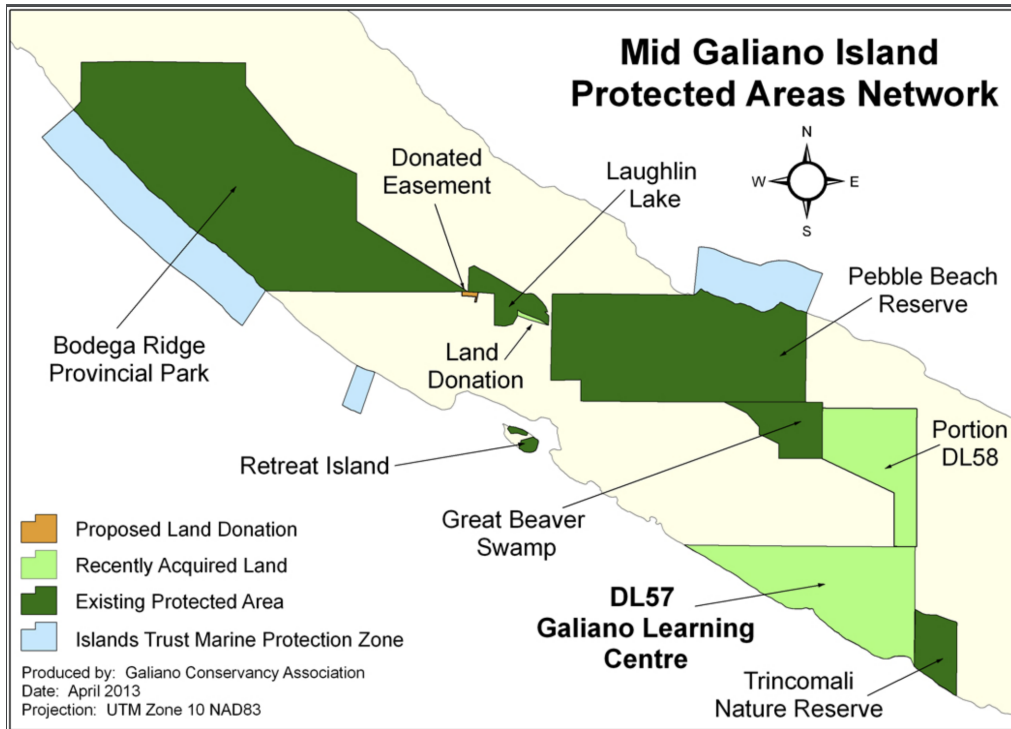 Mid Galiano Island
Protected Areas Network
N
W
E
S
Donated
Easement
Laughlin
Lake
Pebble Beach
Reserve
Bodega Ridge
Provincial Park
Land
Donation
Retreat Island
Portion
DL58
Great Beaver
Swamp
DL57
Galiano Learning
Centre
Trincomali
Nature Reserve
Proposed Land Donation
Recently Acquired Land
Existing Protected Area
Islands Trust Marine Protection Zone
Produced by: Galiano Conservancy Association
Date: April 2013
Projection: UTM Zone 10 NAD83